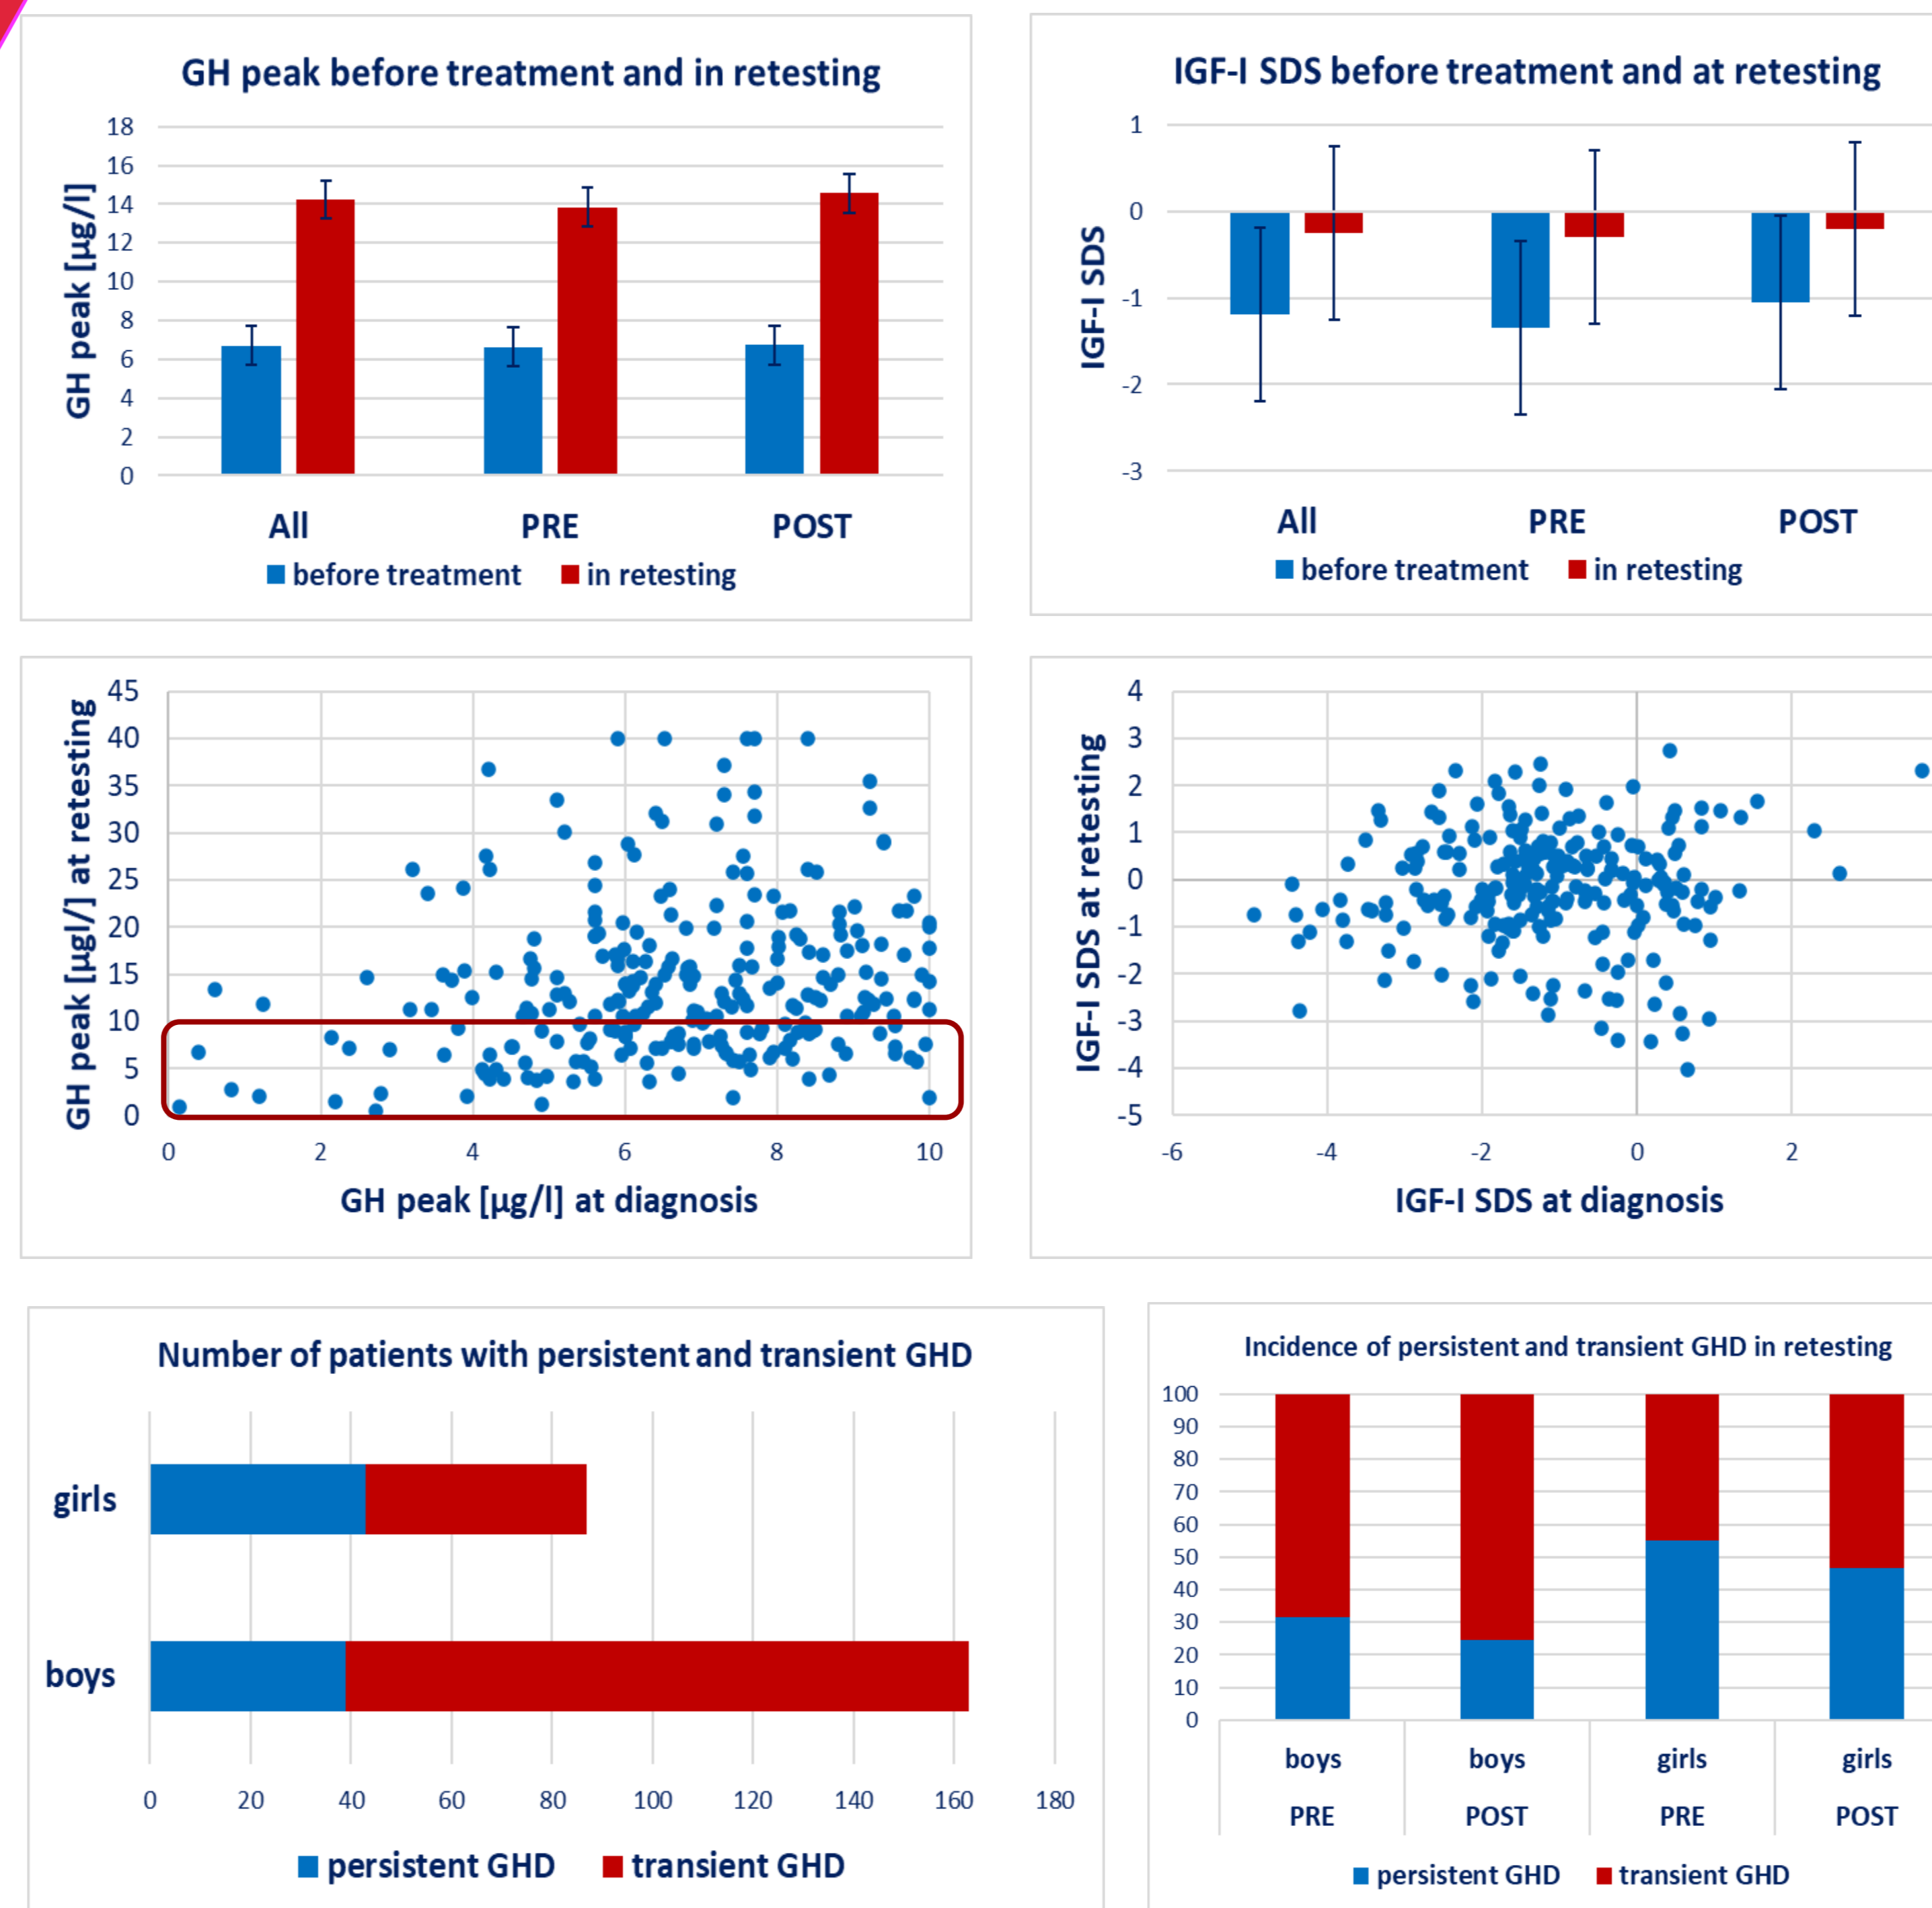 GH peak before treatment and in retesting
GH peak [µg/l]
18
16
14
12
10
8
6
4
2
0
All PRE POST
before treatment in retesting
IGF-I SDS before treatment and at retesting
IGF-I SDS
1
0
-1
-2
-3
All PRE POST
before treatment in retesting
GH peak [µgl/] at retesting
45
40
35
30
25
20
15
10
5
0
0 2 4 6 8 10
GH peak [µg/l] at diagnosis
IGF-I SDS at retesting
4
3
2
1
0
-1
-2
-3
-4
-5
-6 -4 -2 0 2
IGF-I SDS at diagnosis
Number of patients with persistent and transient GHD
girls
boys
0 20 40 60 80 100 120 140 160 180
persistent GHD transient GHD
Incidence of persistent and transient GHD in retesting
100
90
80
70
60
50
40
30
20
10
0
boys boys girls girls
PRE POST PRE POST
persistent GHD transient GHD